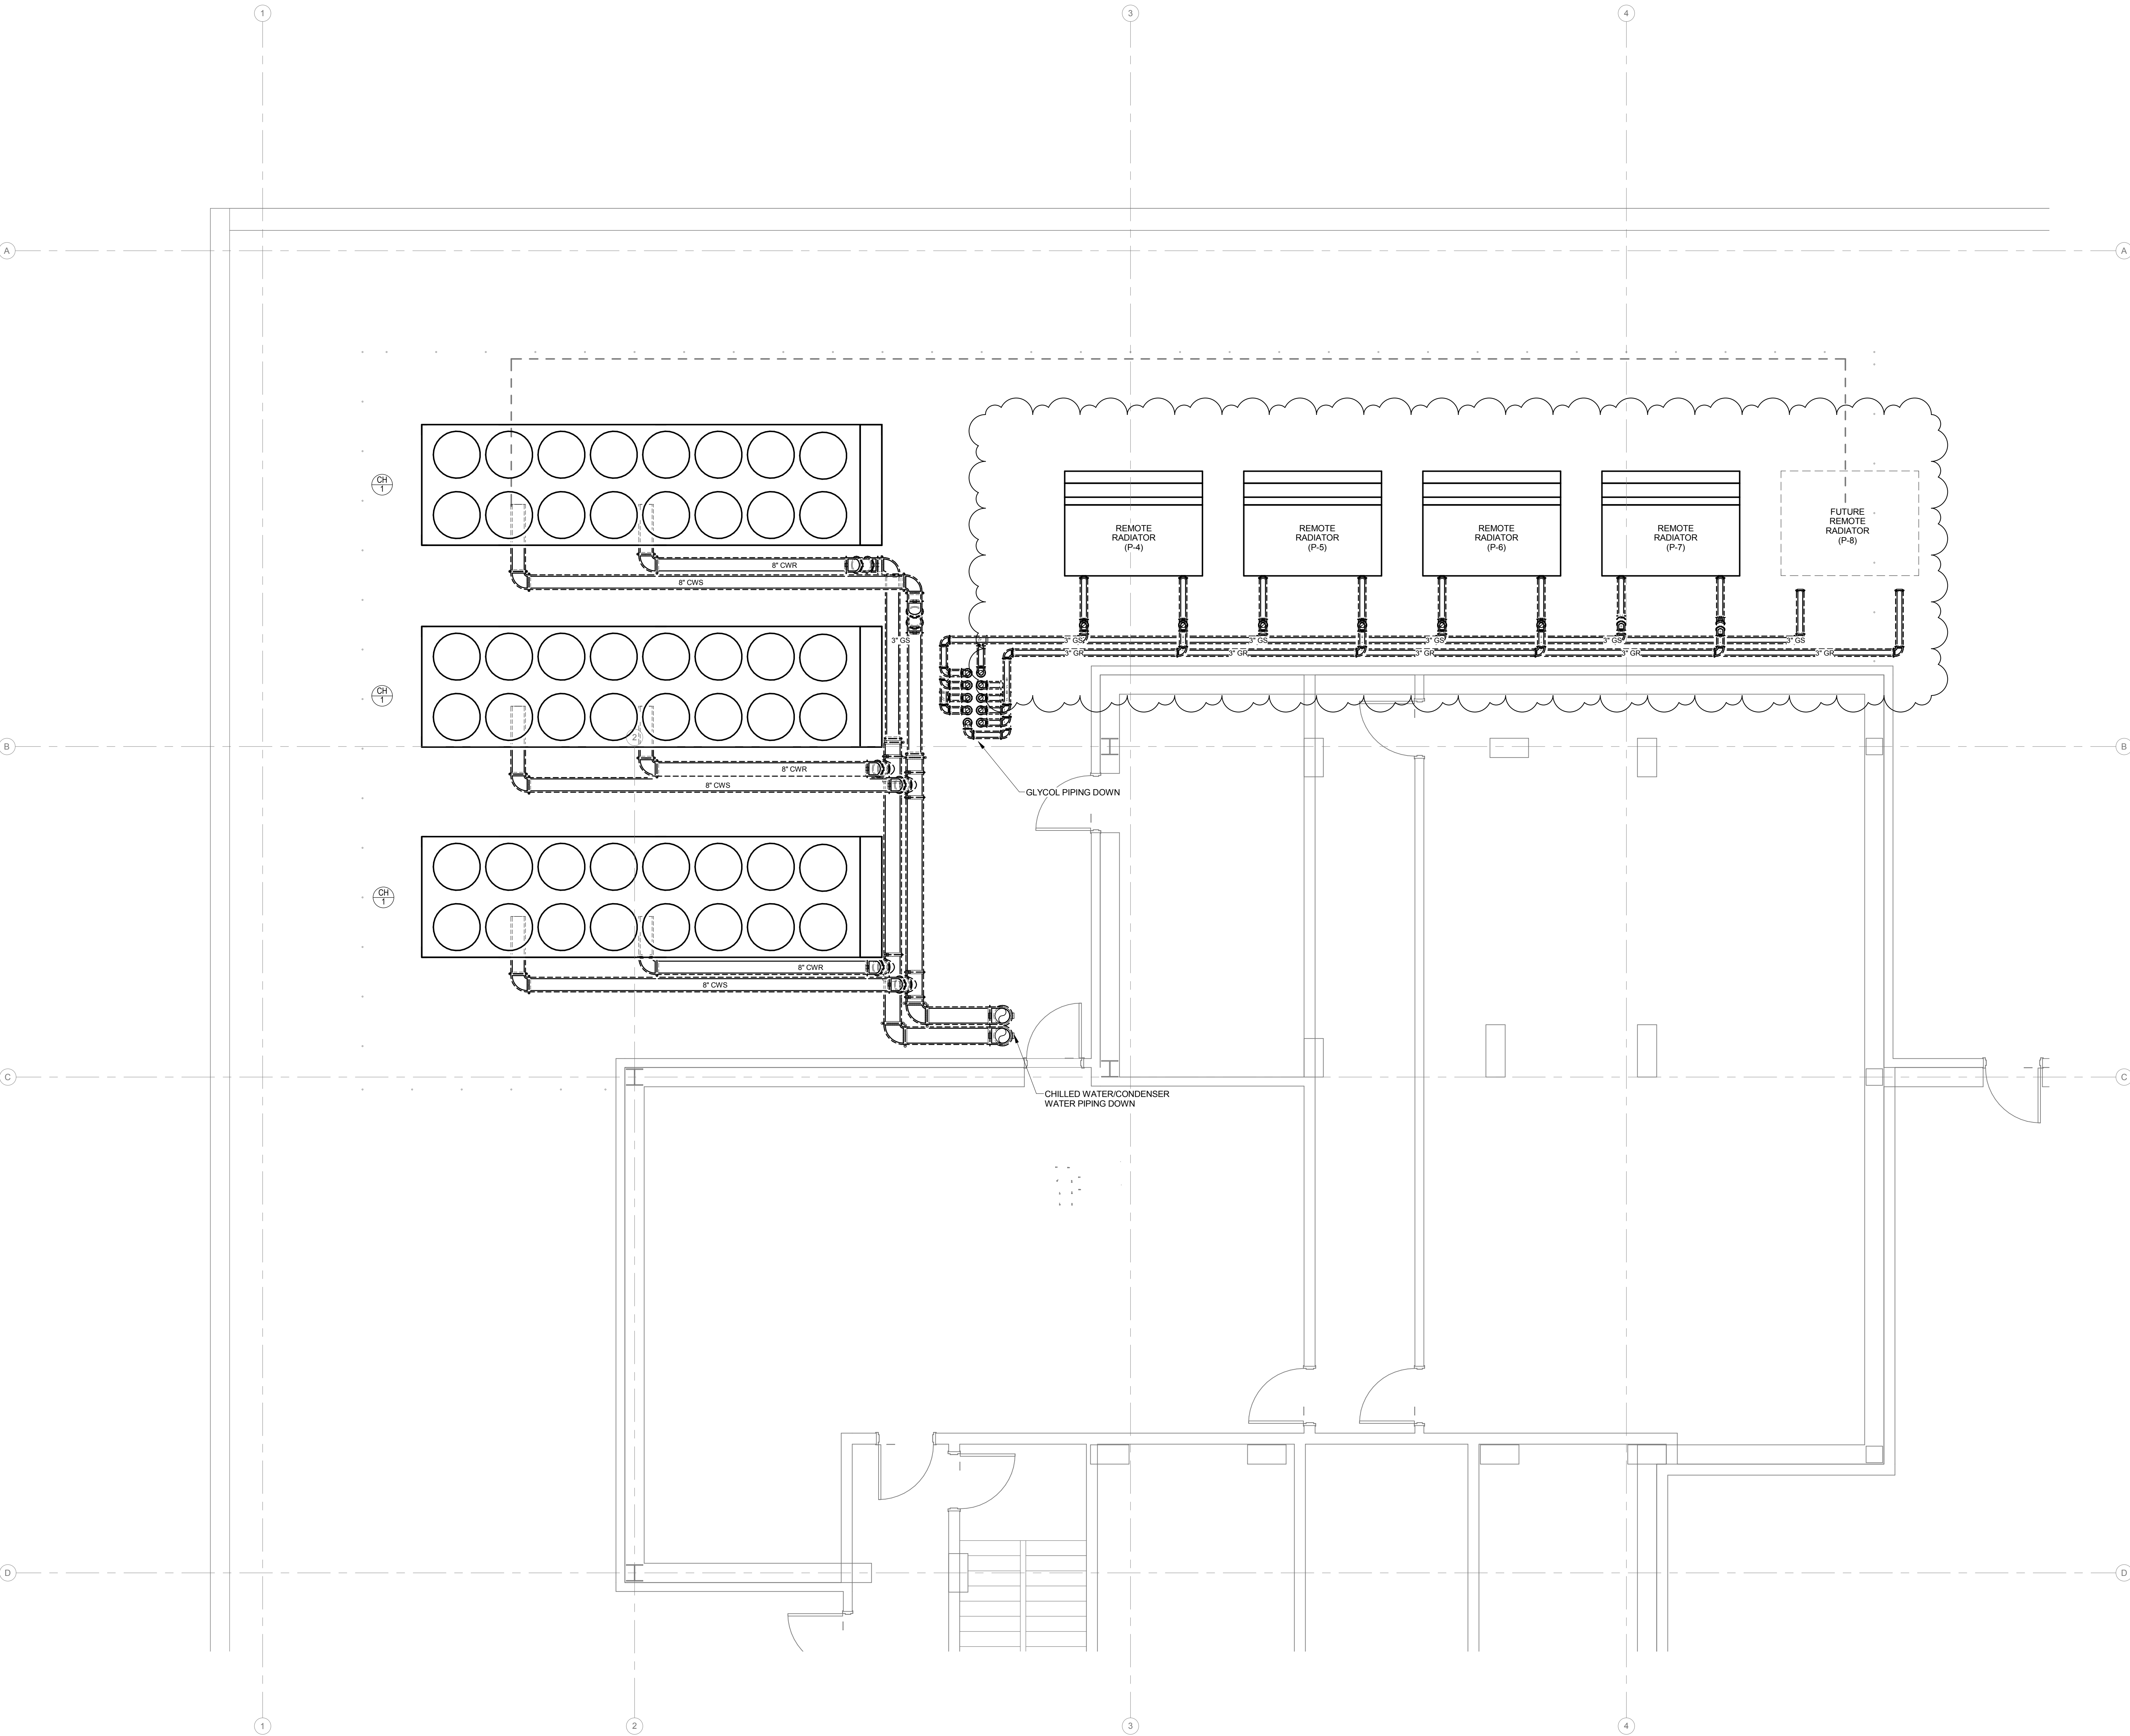 1
3
4
A
A
CH
1
REMOTE
RADIATOR
(P-4)
REMOTE
RADIATOR
(P-5)
REMOTE
RADIATOR
(P-6)
REMOTE
RADIATOR
(P-7)
FUTURE
REMOTE
RADIATOR
(P-8)
8" CWR
8" CWS
3" GS
3" GS
3" GS
3" GS
3" GS
3" GS
3" GR
3" GR
3" GR
3" GR
3" GR
CH
1
2
B
B
8" CWR
8" CWS
GLYCOL PIPING DOWN
CH
1
8" CWR
8" CWS
C
C
CHILLED WATER/CONDENSER
WATER PIPING DOWN
D
D
1
2
3
4